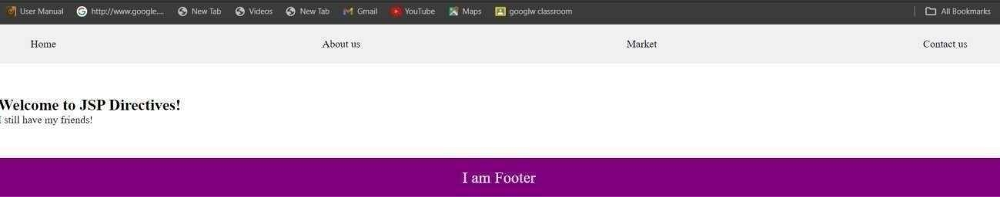 User Manual http://www.google.... New Tab Videos New Tab Gmail YouTube Maps googlw classroom All Bookmarks
Home About us Market Contact us
Welcome to JSP Directives!
I still have my friends!
I am Footer